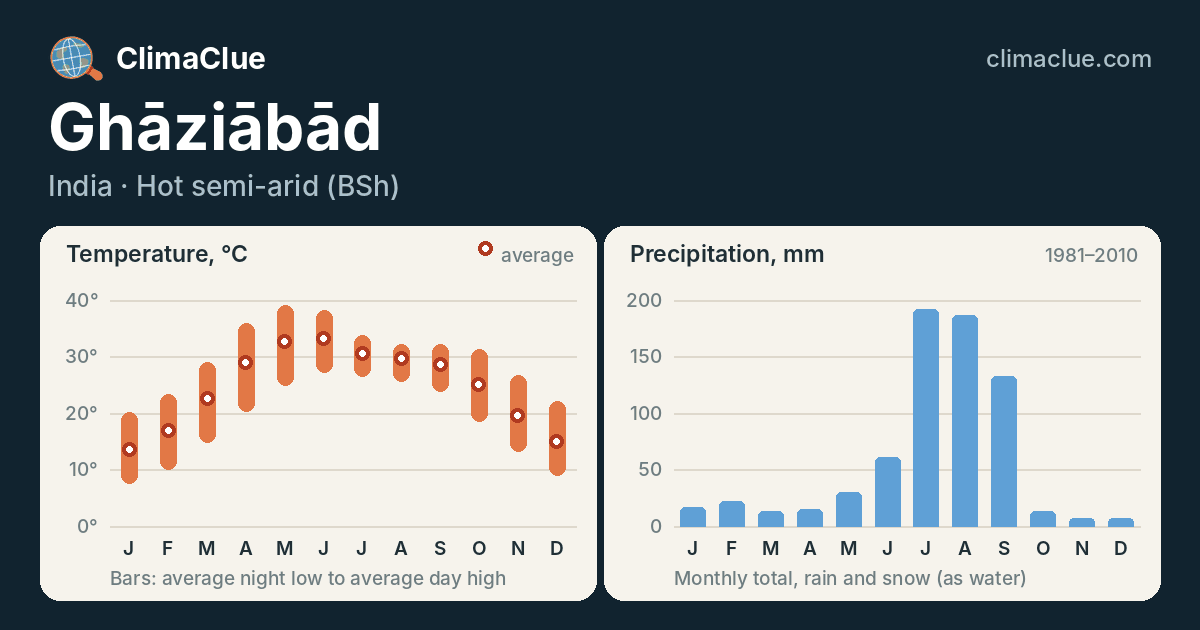 ClimaClue
climaclue.com
Ghāziābād
India · Hot semi-arid (BSh)
Temperature, °C
average
40°
30°
20°
10°
0°
J F M A M J J A S O N D
Bars: average night low to average day high
Precipitation, mm
1981–2010
200
150
100
50
0
J F M A M J J A S O N D
Monthly total, rain and snow (as water)